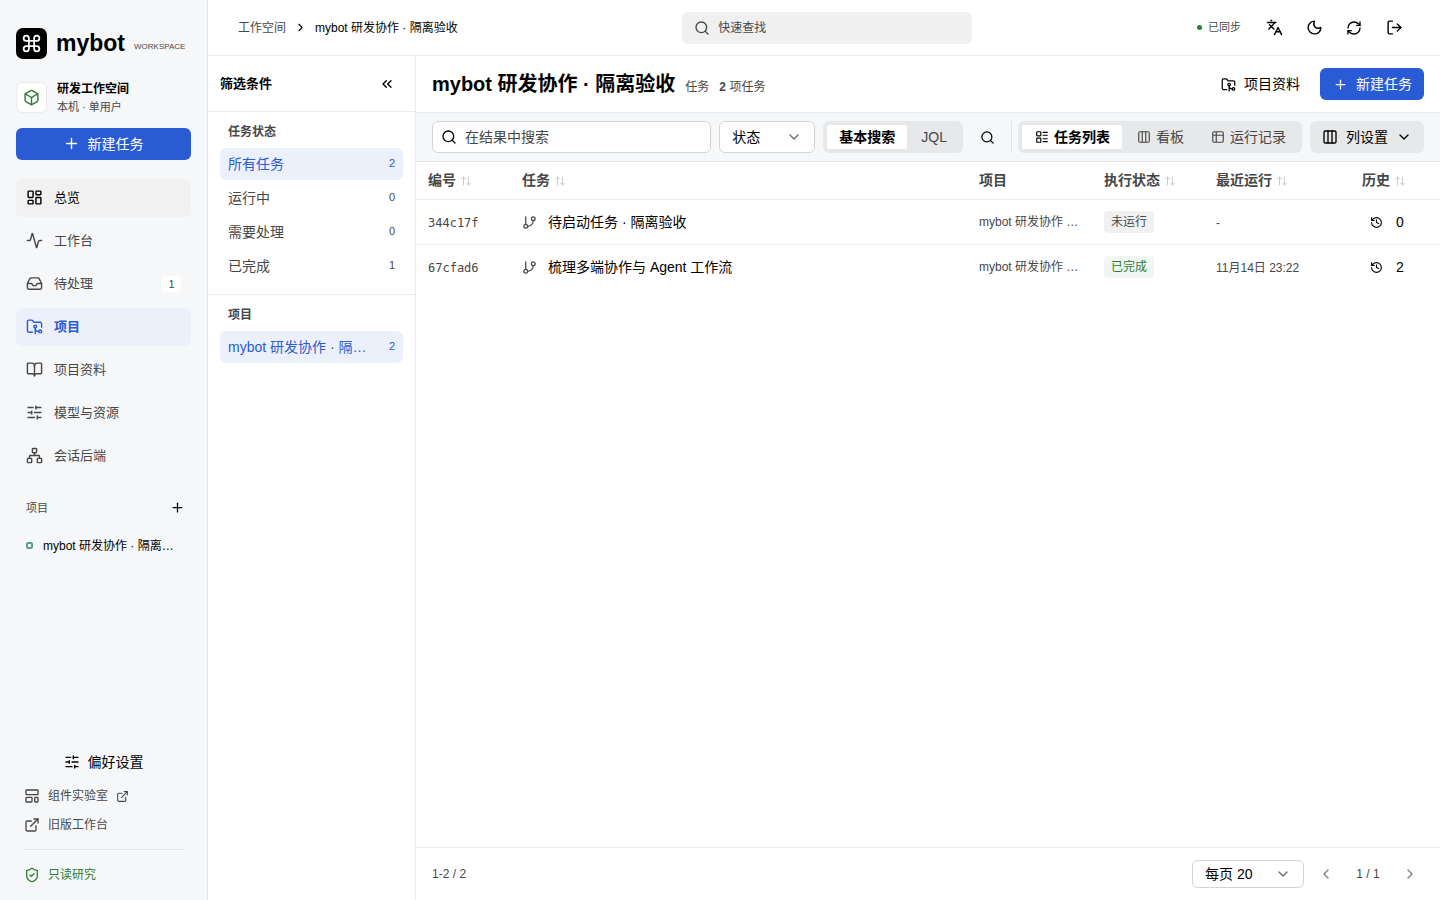 mybot WORKSPACE
研发工作空间
本机 · 单用户
新建任务
总览
工作台
待处理 1
项目
项目资料
模型与资源
会话后端
项目
mybot 研发协作 · 隔离…
偏好设置
组件实验室
旧版工作台
只读研究
工作空间 mybot 研发协作 · 隔离验收
快速查找
已同步
筛选条件
任务状态
所有任务 2
运行中 0
需要处理 0
已完成 1
项目
mybot 研发协作 · 隔… 2
mybot 研发协作 · 隔离验收 任务 2 项任务
项目资料 新建任务
在结果中搜索 状态 基本搜索 JQL 任务列表 看板 运行记录 列设置
编号 任务 项目 执行状态 最近运行 历史
344c17f 待启动任务 · 隔离验收 mybot 研发协作 … 未运行 - 0
67cfad6 梳理多端协作与 Agent 工作流 mybot 研发协作 … 已完成 11月14日 23:22 2
1-2 / 2 每页 20 1 / 1